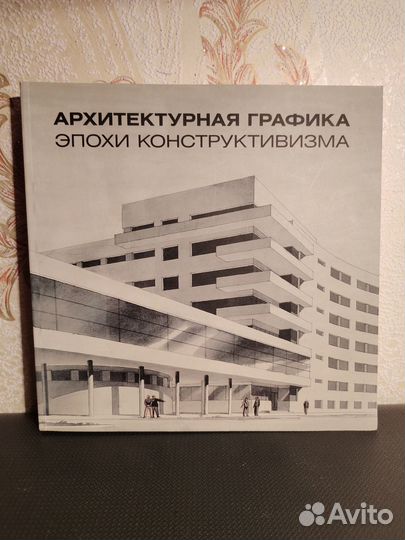 АРХИТЕКТУРНАЯ ГРАФИКА
ЭПОХИ КОНСТРУКТИВИЗМА
Avito